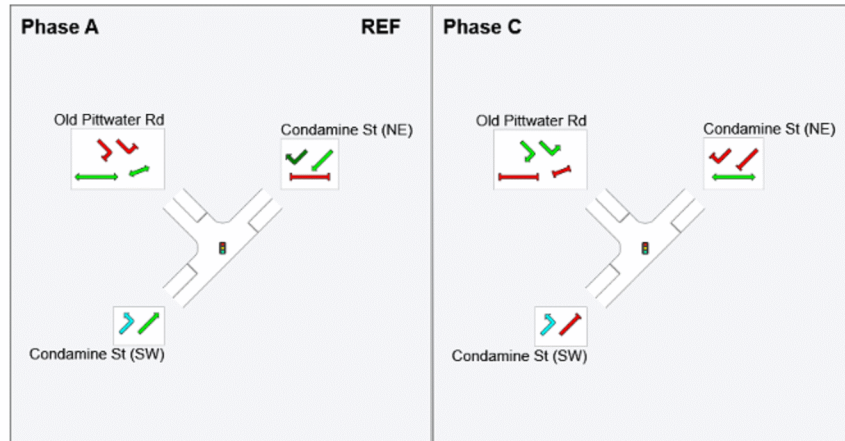 Phase A
REF
Old Pittwater Rd
Condamine St (NE)
Condamine St (SW)
Phase C
Old Pittwater Rd
Condamine St (NE)
Condamine St (SW)